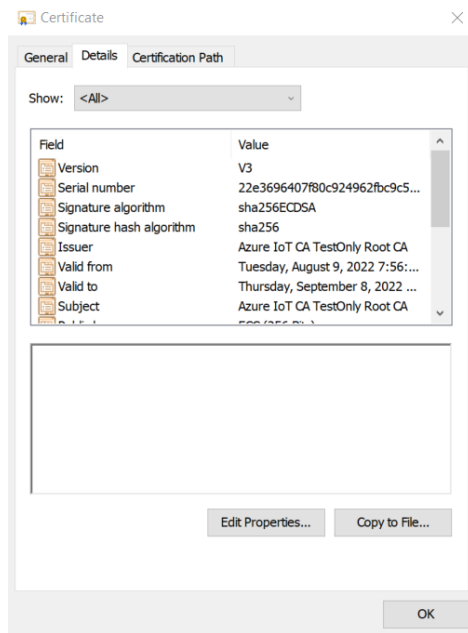 Certificate
General Details Certification Path
Show: <All>
Field Value
Version V3
Serial number 22e3696407f80c924962fbc9c5...
Signature algorithm sha256ECDSA
Signature hash algorithm sha256
Issuer Azure IoT CA TestOnly Root CA
Valid from Tuesday, August 9, 2022 7:56:...
Valid to Thursday, September 8, 2022 ...
Subject Azure IoT CA TestOnly Root CA
Edit Properties... Copy to File...
OK